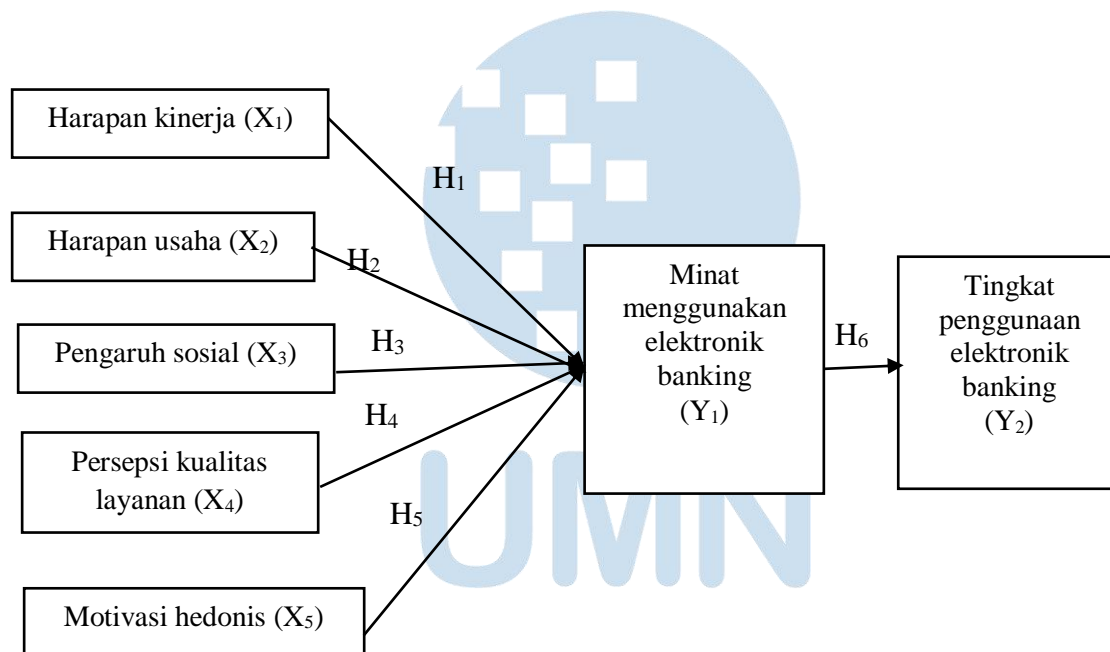 Harapan kinerja (X₁)
H₁
Harapan usaha (X₂)
H₂
Pengaruh sosial (X₃)
H₃
Persepsi kualitas
layanan (X₄)
H₄
Motivasi hedonis (X₅)
H₅
Minat
menggunakan
elektronik
banking
(Y₁)
H₆
Tingkat
penggunaan
elektronik
banking
(Y₂)
UMN